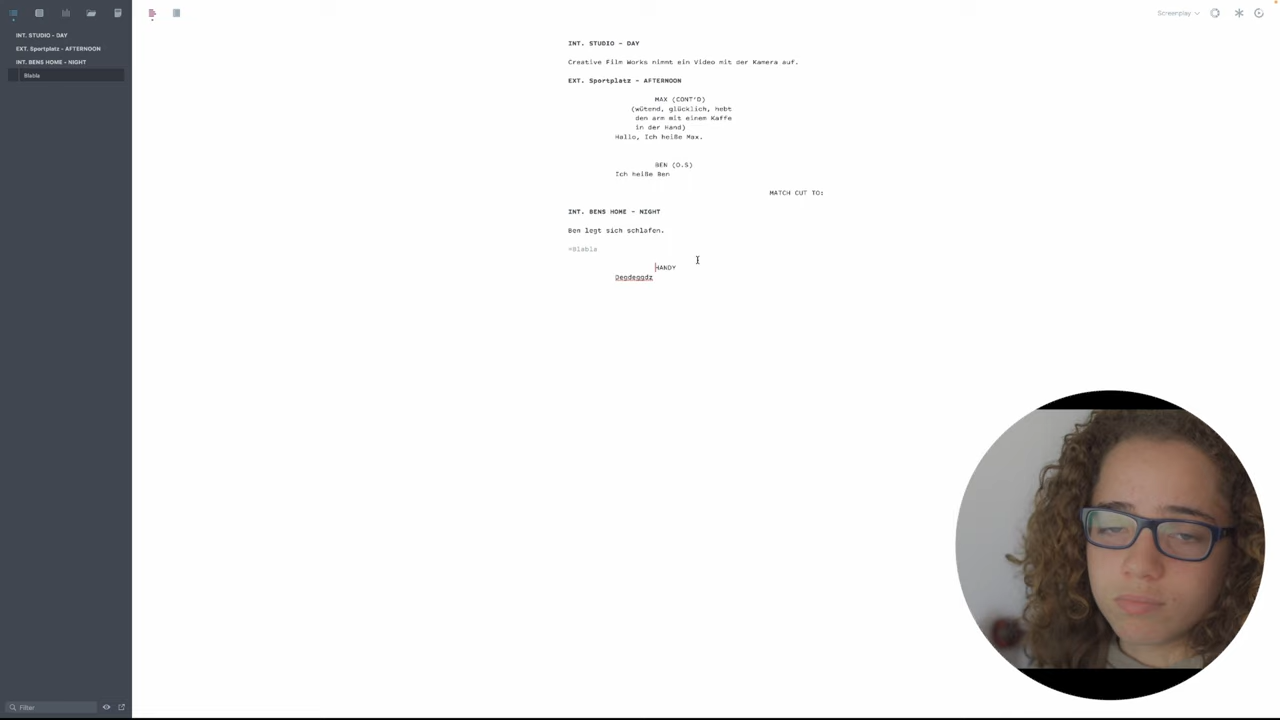 Screenplay
INT. STUDIO - DAY
EXT. Sportplatz - AFTERNOON
INT. BENS HOME - NIGHT
Blabla
INT. STUDIO - DAY
Creative Film Works nimmt ein Video mit der Kamera auf.
EXT. Sportplatz - AFTERNOON
MAX (CONT'D)
(wütend, glücklich, hebt
den arm mit einem Kaffe
in der Hand)
Hallo, Ich heiße Max.
BEN (O.S)
Ich heiße Ben
MATCH CUT TO:
INT. BENS HOME - NIGHT
Ben legt sich schlafen.
=Blabla
HANDY
Degdeggdz
Filter